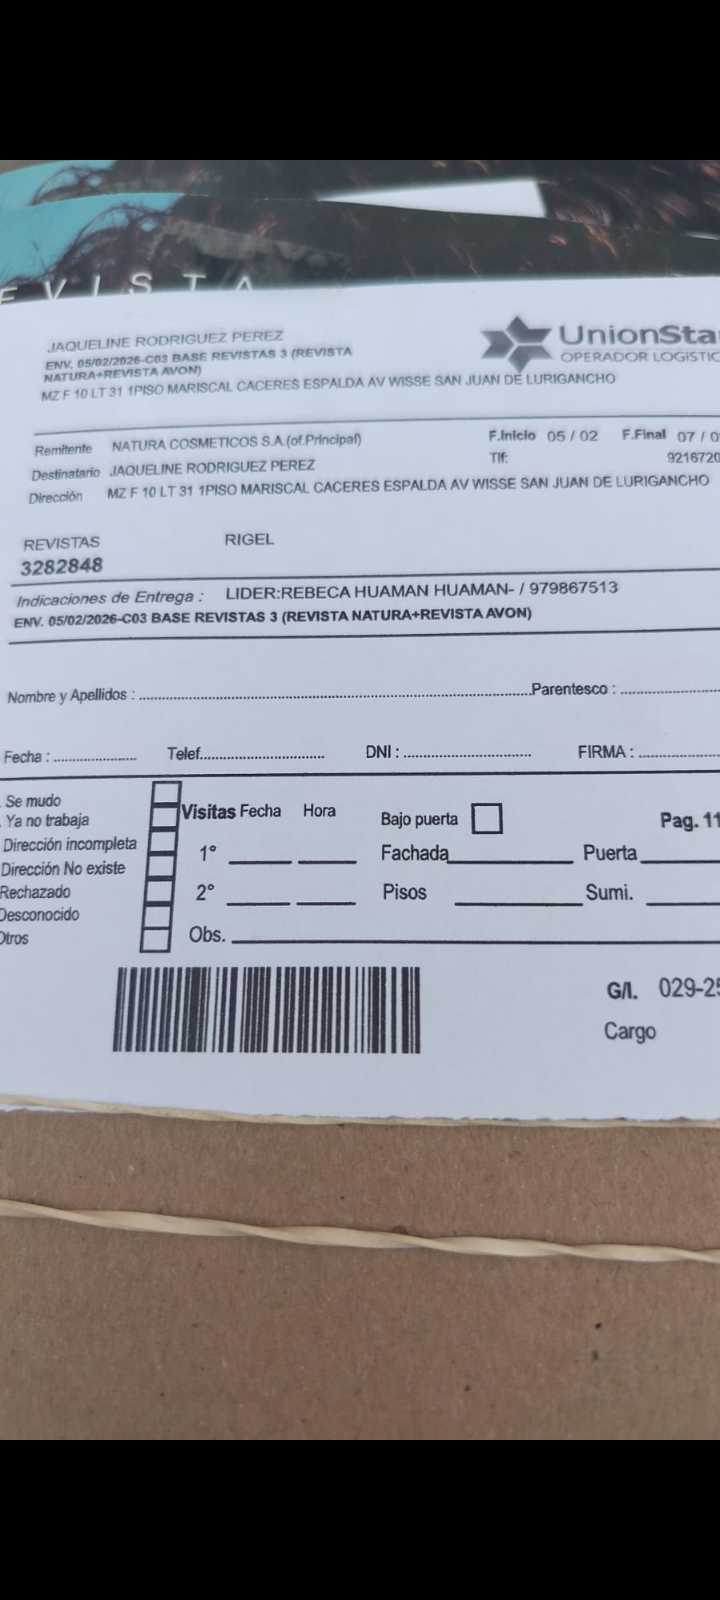 EVISTA
JAQUELINE RODRIGUEZ PEREZ
ENV. 05/02/2026-C03 BASE REVISTAS 3 (REVISTA
NATURA+REVISTA AVON)
MZ F 10 LT 31 1PISO MARISCAL CACERES ESPALDA AV WISSE SAN JUAN DE LURIGANCHO
UnionSta
OPERADOR LOGISTIC
Remitente NATURA COSMETICOS S.A.(of.Principal) F.Inicio 05 / 02 F.Final 07 / 0
Destinatario JAQUELINE RODRIGUEZ PEREZ Tlf: 9216720
Dirección MZ F 10 LT 31 1PISO MARISCAL CACERES ESPALDA AV WISSE SAN JUAN DE LURIGANCHO
REVISTAS RIGEL
3282848
Indicaciones de Entrega : LIDER:REBECA HUAMAN HUAMAN- / 979867513
ENV. 05/02/2026-C03 BASE REVISTAS 3 (REVISTA NATURA+REVISTA AVON)
Nombre y Apellidos : Parentesco :
Fecha : Telef. DNI : FIRMA :
Se mudo
Ya no trabaja
Dirección incompleta
Dirección No existe
Rechazado
Desconocido
Otros
Visitas Fecha Hora Bajo puerta Pag. 11
1° Fachada Puerta
2° Pisos Sumi.
Obs.
G/I. 029-25
Cargo